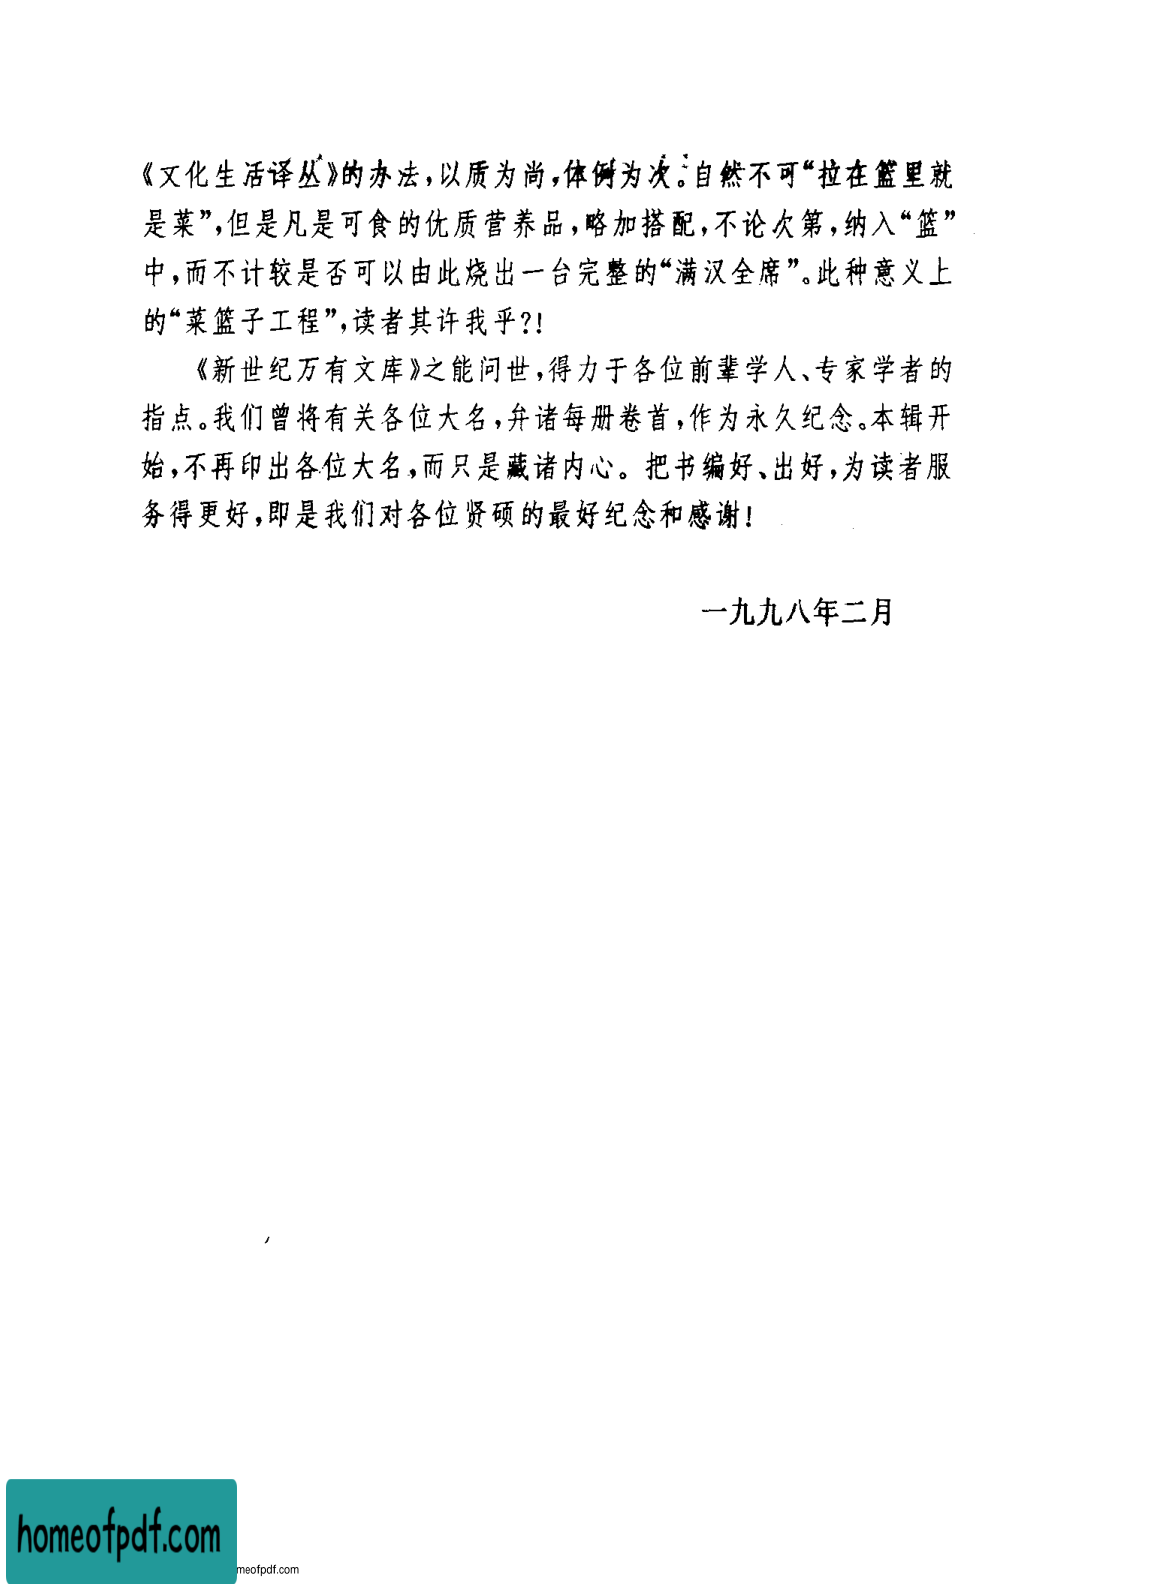 《文化生活译丛》的办法，以质为尚，体例为次。自然不可“拉在篮里就
是菜”，但是凡是可食的优质营养品，略加搭配，不论次第，纳入“篮”
中，而不计较是否可以由此烧出一台完整的“满汉全席”。此种意义上
的“菜篮子工程”，读者其许我乎？！
《新世纪万有文库》之能问世，得力于各位前辈学人、专家学者的
指点。我们曾将有关各位大名，弁诸每册卷首，作为永久纪念。本辑开
始，不再印出各位大名，而只是藏诸内心。把书编好、出好，为读者服
务得更好，即是我们对各位贤硕的最好纪念和感谢！
一九九八年二月
homeofpdf.com
meofpdf.com